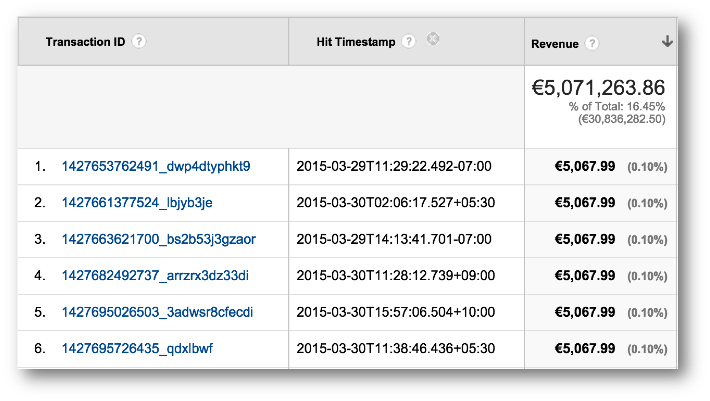 Transaction ID ? Hit Timestamp ? Revenue ?
€5,071,263.86
% of Total: 16.45%
(€30,836,282.50)
1. 1427653762491_dwp4dtyphkt9 2015-03-29T11:29:22.492-07:00 €5,067.99 (0.10%)
2. 1427661377524_lbjyb3je 2015-03-30T02:06:17.527+05:30 €5,067.99 (0.10%)
3. 1427663621700_bs2b53j3gzaor 2015-03-29T14:13:41.701-07:00 €5,067.99 (0.10%)
4. 1427682492737_arrzrx3dz33di 2015-03-30T11:28:12.739+09:00 €5,067.99 (0.10%)
5. 1427695026503_3adwsr8cfecdi 2015-03-30T15:57:06.504+10:00 €5,067.99 (0.10%)
6. 1427695726435_qdxlbwf 2015-03-30T11:38:46.436+05:30 €5,067.99 (0.10%)